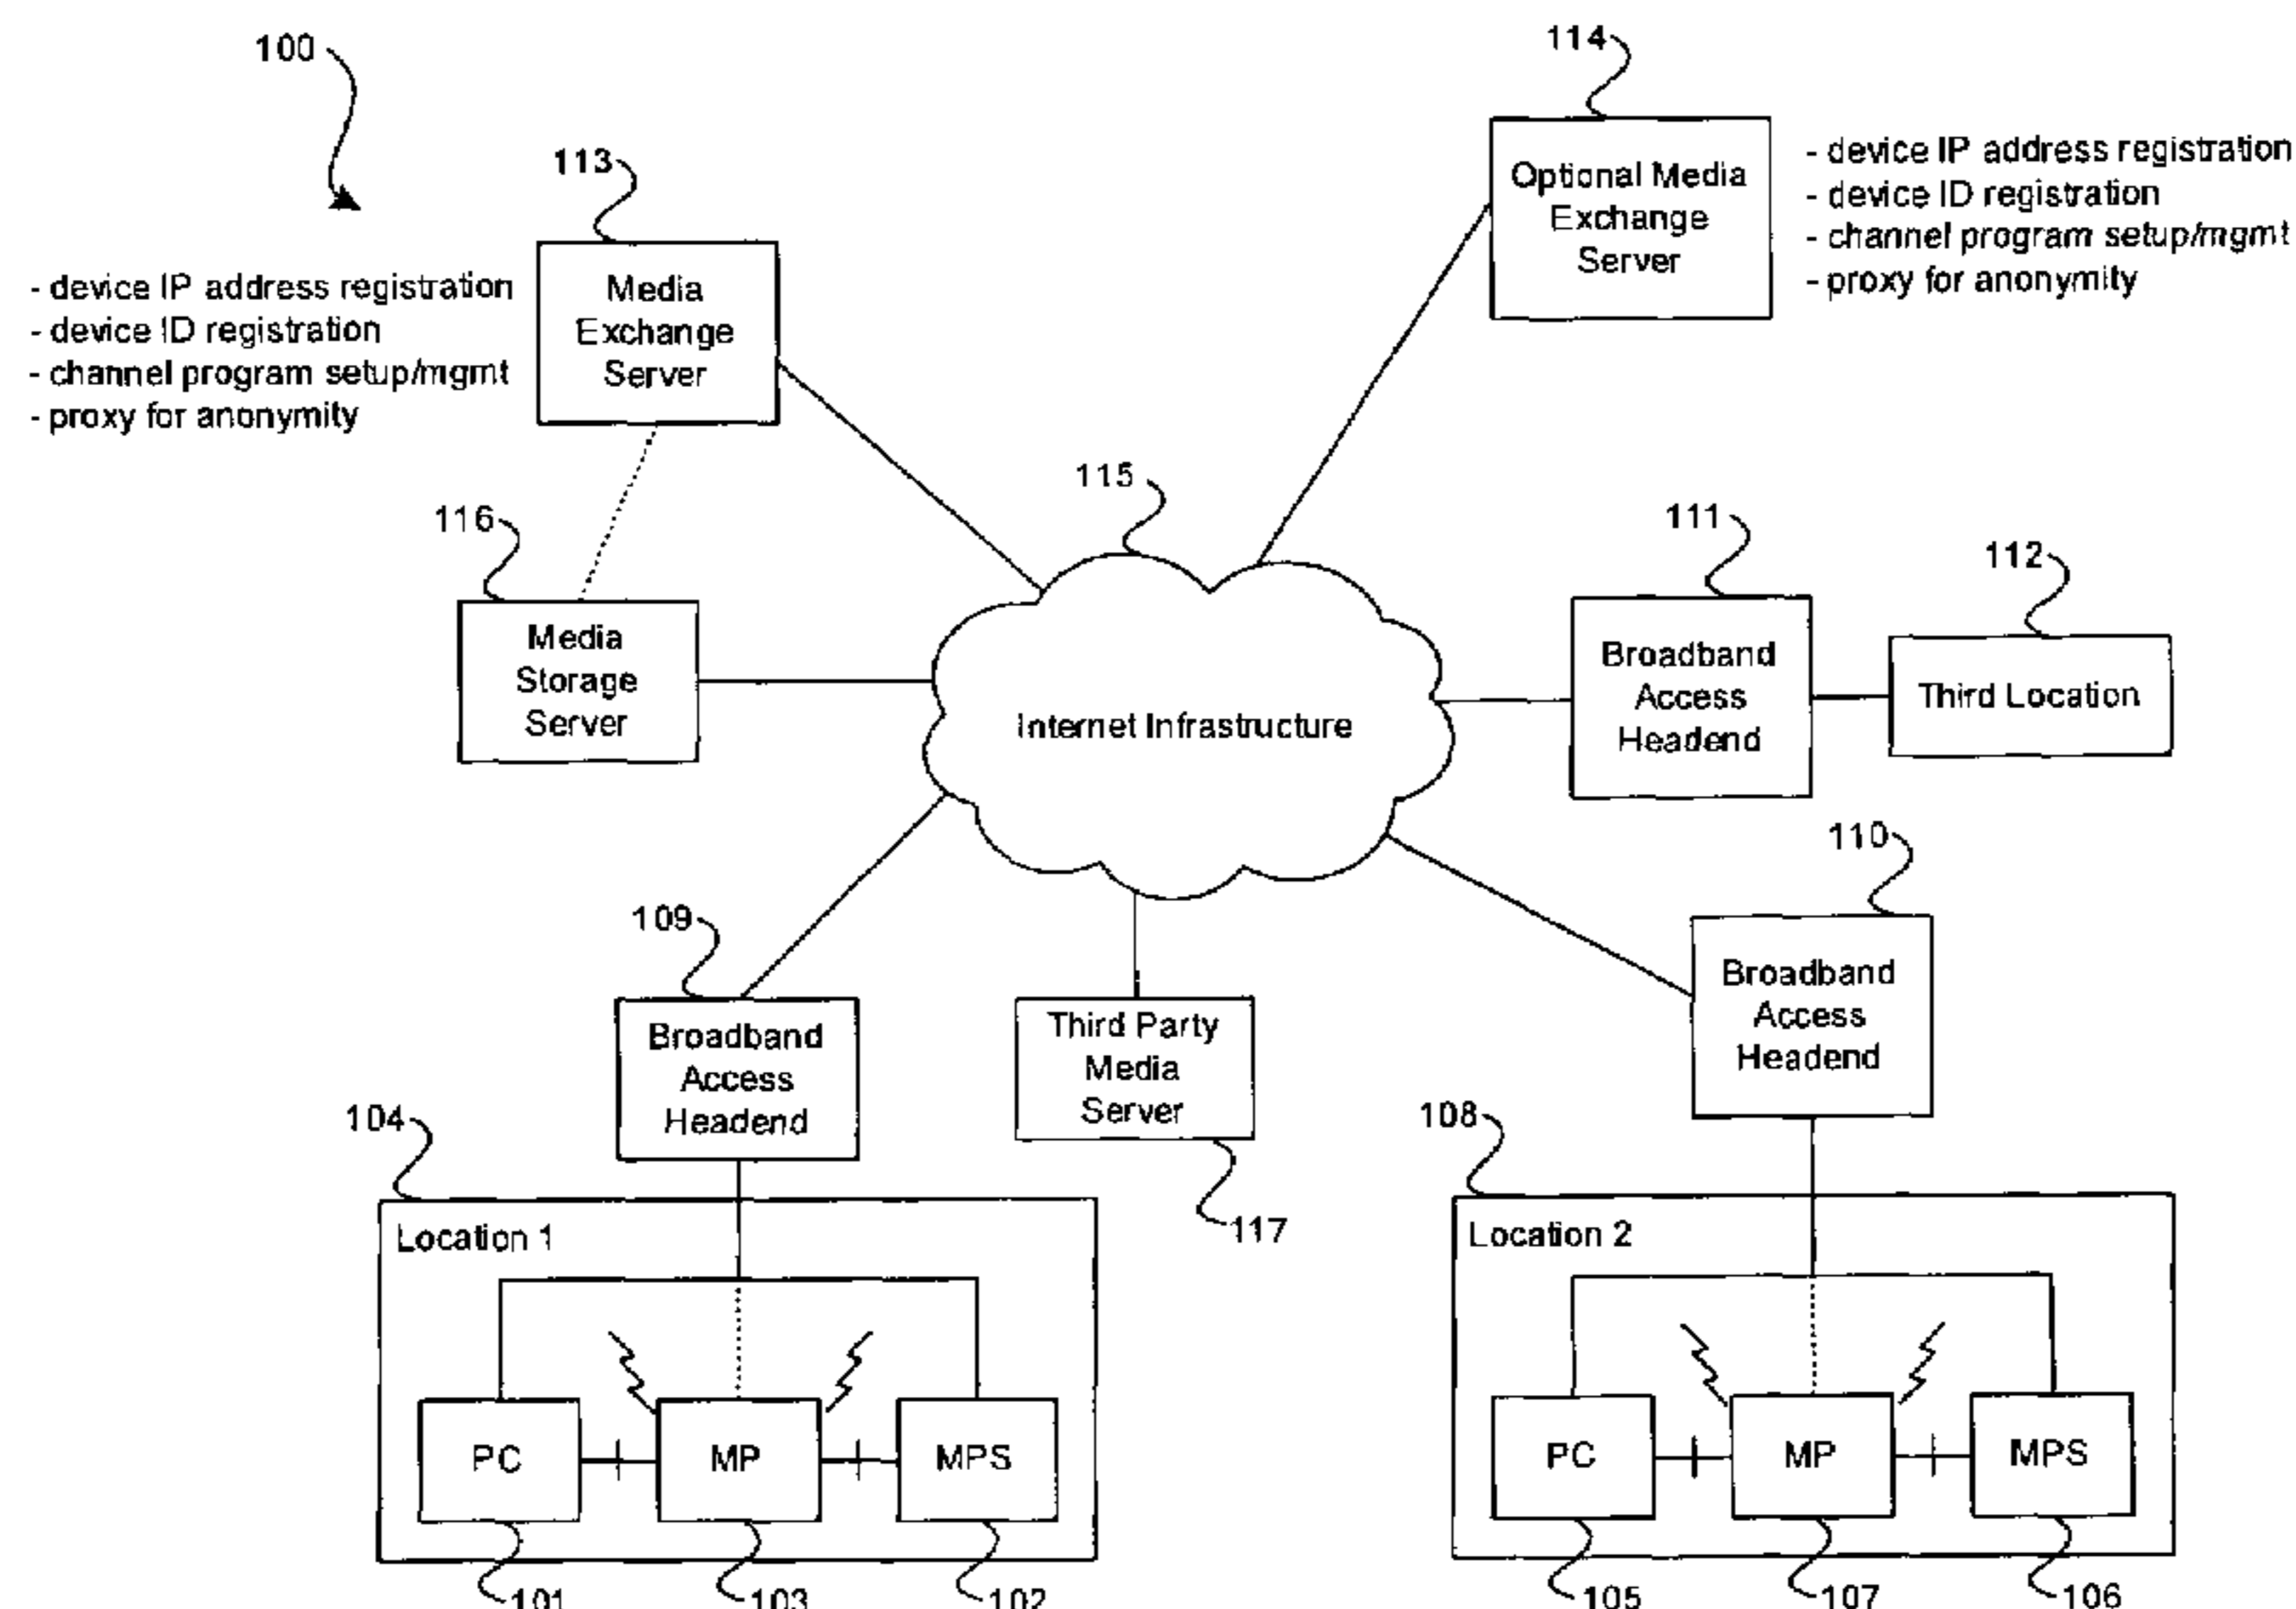 100
113
- device IP address registration
- device ID registration
- channel program setup/mgmt
- proxy for anonymity
Media
Exchange
Server
114
Optional Media
Exchange
Server
- device IP address registration
- device ID registration
- channel program setup/mgmt
- proxy for anonymity
116
Media
Storage
Server
115
Internet Infrastructure
111
Broadband
Access
Headend
112
Third Location
109
Broadband
Access
Headend
Third Party
Media
Server
117
110
Broadband
Access
Headend
104
Location 1
PC
MP
MPS
101
103
102
108
Location 2
PC
MP
MPS
105
107
106